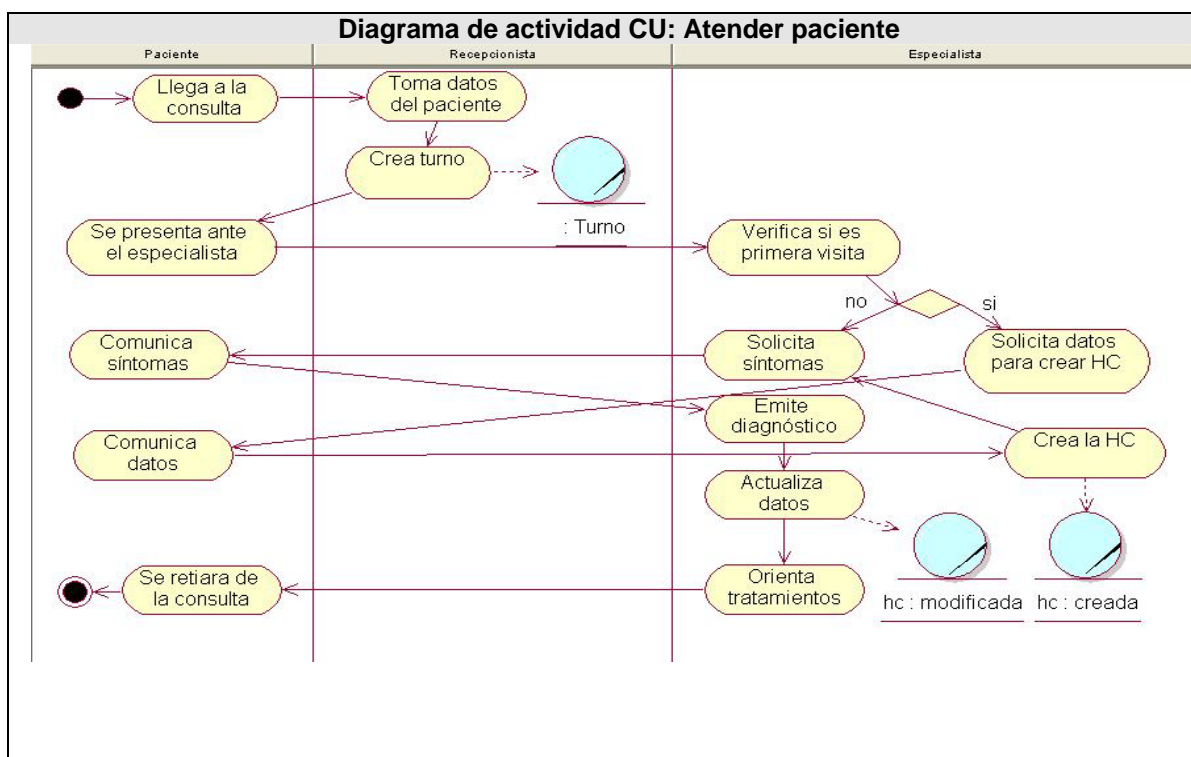 Diagrama de actividad CU: Atender paciente
Paciente
Recepcionista
Especialista
Llega a la
consulta
Toma datos
del paciente
Crea turno
: Turno
Se presenta ante
el especialista
Verifica si es
primera visita
no
si
Comunica
síntomas
Solicita
síntomas
Solicita datos
para crear HC
Emite
diagnóstico
Comunica
datos
Crea la HC
Actualiza
datos
Se retiara de
la consulta
Orienta
tratamientos
hc : modificada
hc : creada